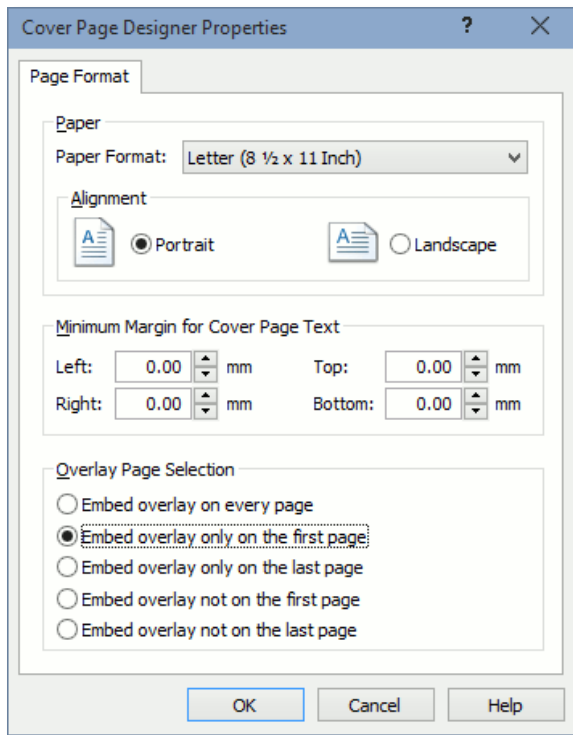 Cover Page Designer Properties ?
Page Format
Paper
Paper Format: Letter (8 ½ x 11 Inch)
Alignment
A Portrait A Landscape
Minimum Margin for Cover Page Text
Left: 0.00 mm Top: 0.00 mm
Right: 0.00 mm Bottom: 0.00 mm
Overlay Page Selection
Embed overlay on every page
Embed overlay only on the first page
Embed overlay only on the last page
Embed overlay not on the first page
Embed overlay not on the last page
OK Cancel Help